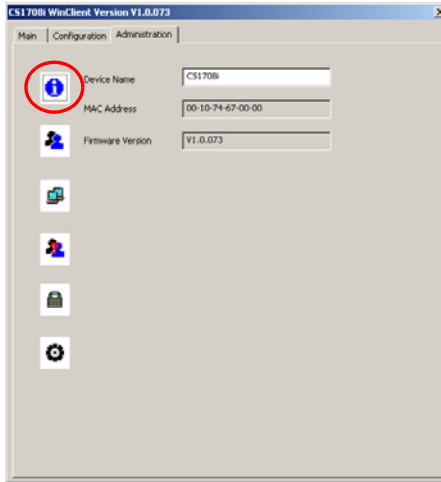 CS1708i WinClient Version V1.0.073
Main Configuration Administration
Device Name CS1708i
MAC Address 00-10-74-67-00-00
Firmware Version V1.0.073